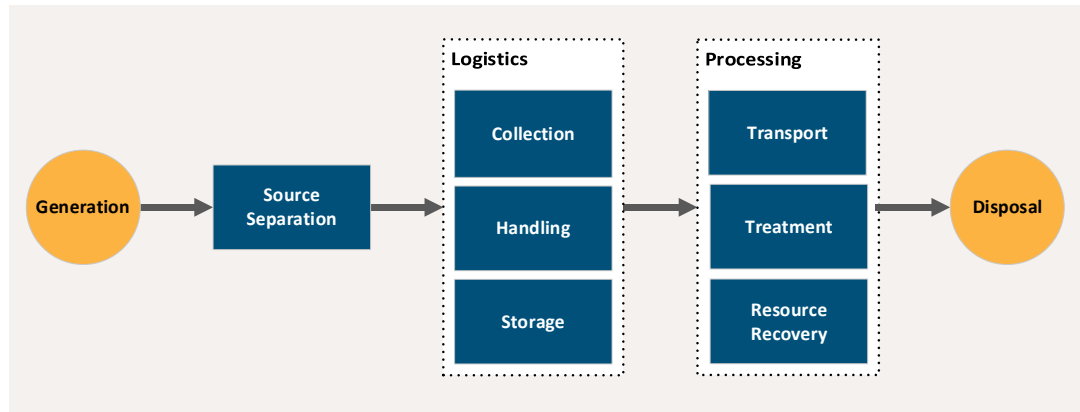 Generation
Source
Separation
Logistics
Collection
Handling
Storage
Processing
Transport
Treatment
Resource
Recovery
Disposal